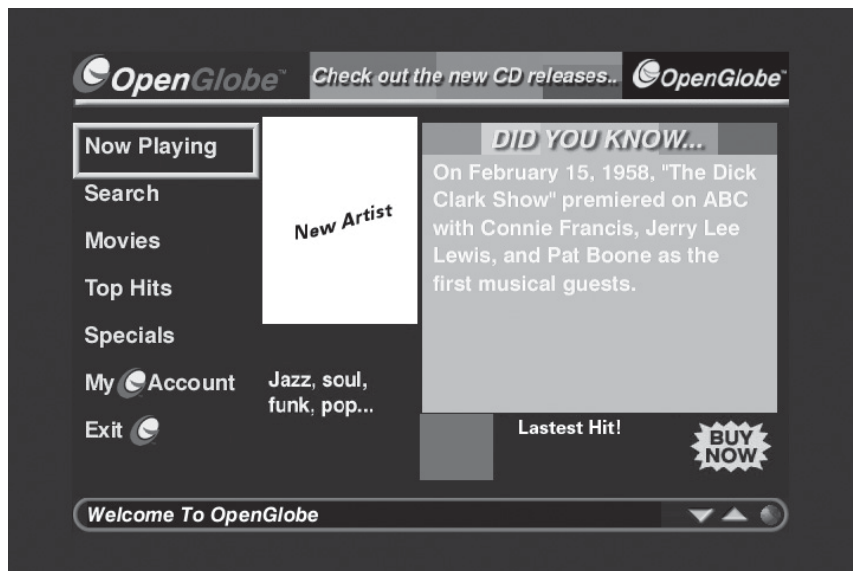 OpenGlobe™
Check out the new CD releases..
OpenGlobe™
Now Playing
Search
Movies
Top Hits
Specials
My Account
Exit
New Artist
Jazz, soul,
funk, pop...
DID YOU KNOW...
On February 15, 1958, "The Dick
Clark Show" premiered on ABC
with Connie Francis, Jerry Lee
Lewis, and Pat Boone as the
first musical guests.
Lastest Hit!
BUY
NOW
Welcome To OpenGlobe